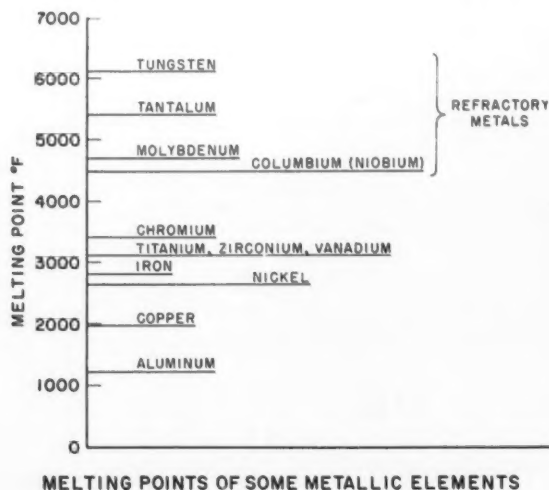 7000
TUNGSTEN
6000
REFRACTORY
METALS
TANTALUM
5000
MOLYBDENUM
COLUMBIUM (NIOBIUM)
4000
CHROMIUM
TITANIUM, ZIRCONIUM, VANADIUM
3000
IRON
NICKEL
COPPER
2000
ALUMINUM
1000
0
MELTING POINT °F
MELTING POINTS OF SOME METALLIC ELEMENTS